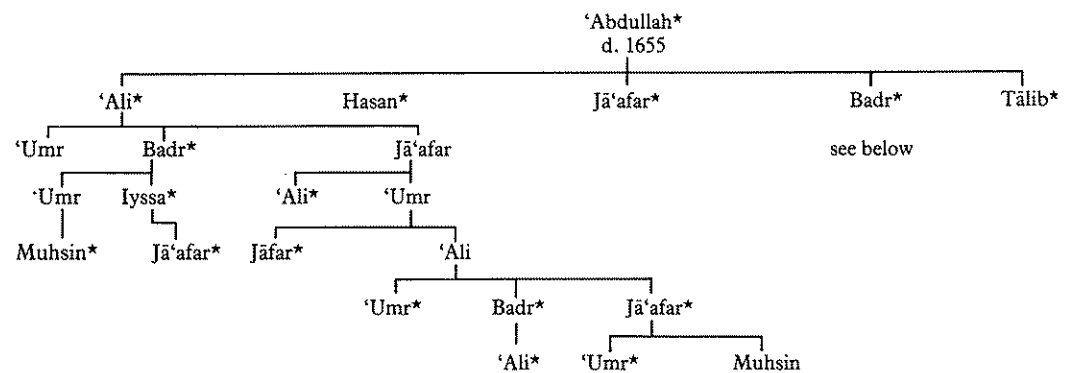 ‘Abdullah*
d. 1655
‘Ali* Hasan* Jā‘afar* Badr* Tālib*
‘Umr Badr* Jā‘afar see below
‘Umr Iyssa* ‘Ali* ‘Umr
Muhsin* Jā‘afar* Jāfar* ‘Ali
‘Umr* Badr* Jā‘afar*
‘Ali* ‘Umr* Muhsin